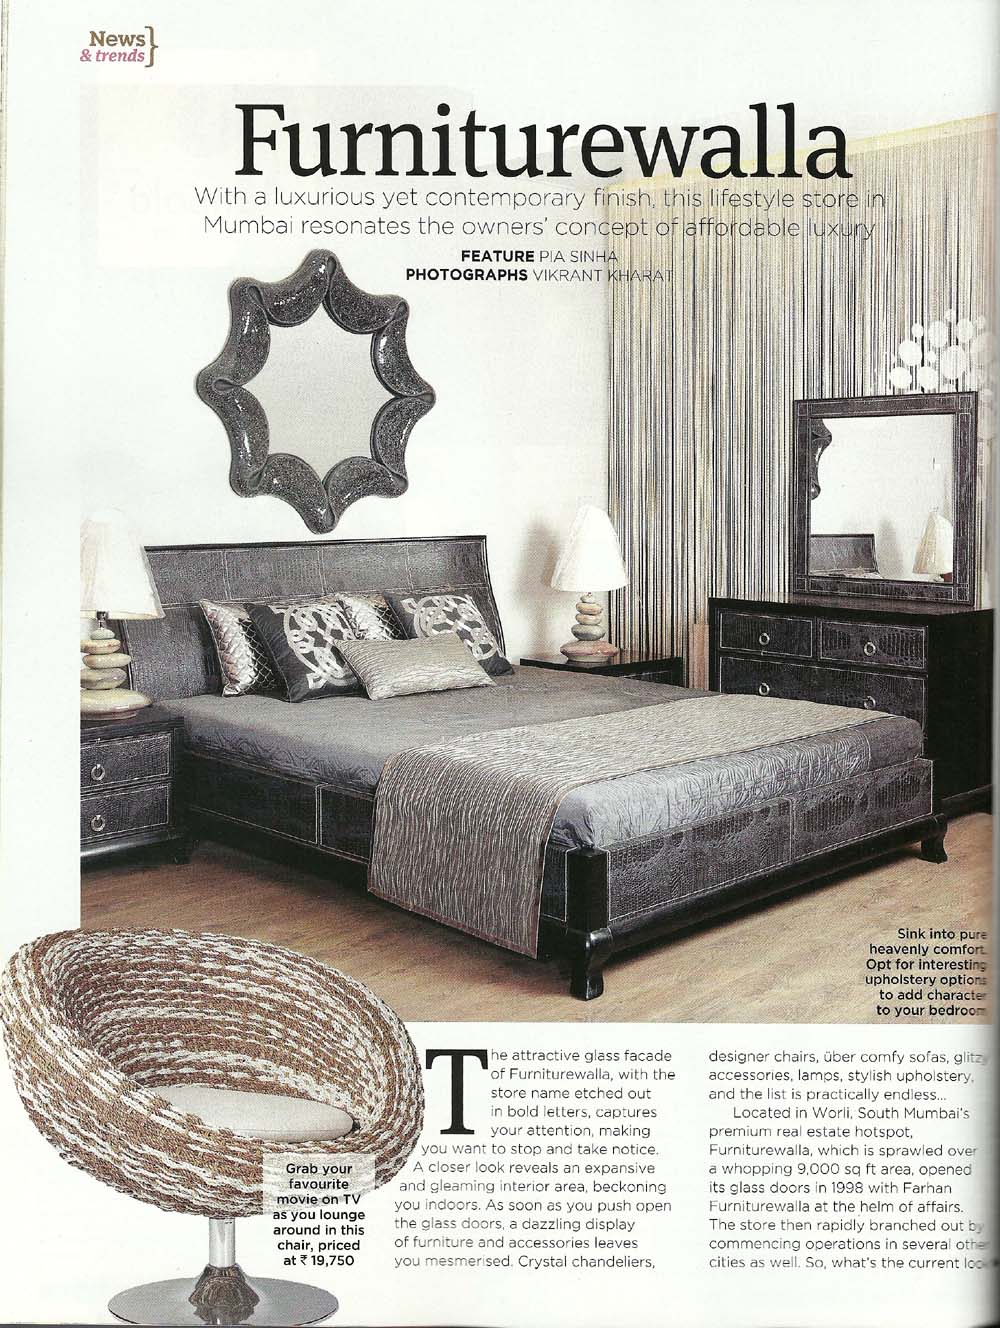 News
& trends
Furniturewalla
With a luxurious yet contemporary finish, this lifestyle store in
Mumbai resonates the owners' concept of affordable luxury
FEATURE PIA SINHA
PHOTOGRAPHS VIKRANT KHARAT
Sink into pure
heavenly comfort.
Opt for interesting
upholstery options
to add character
to your bedroom
Grab your
favourite
movie on TV
as you lounge
around in this
chair, priced
at ₹ 19,750
The attractive glass facade
of Furniturewalla, with the
store name etched out
in bold letters, captures
your attention, making
you want to stop and take notice.
A closer look reveals an expansive
and gleaming interior area, beckoning
you indoors. As soon as you push open
the glass doors, a dazzling display
of furniture and accessories leaves
you mesmerised. Crystal chandeliers,
designer chairs, über comfy sofas, glitzy
accessories, lamps, stylish upholstery,
and the list is practically endless...
Located in Worli, South Mumbai's
premium real estate hotspot,
Furniturewalla, which is sprawled over
a whopping 9,000 sq ft area, opened
its glass doors in 1998 with Farhan
Furniturewalla at the helm of affairs.
The store then rapidly branched out by
commencing operations in several other
cities as well. So, what's the current